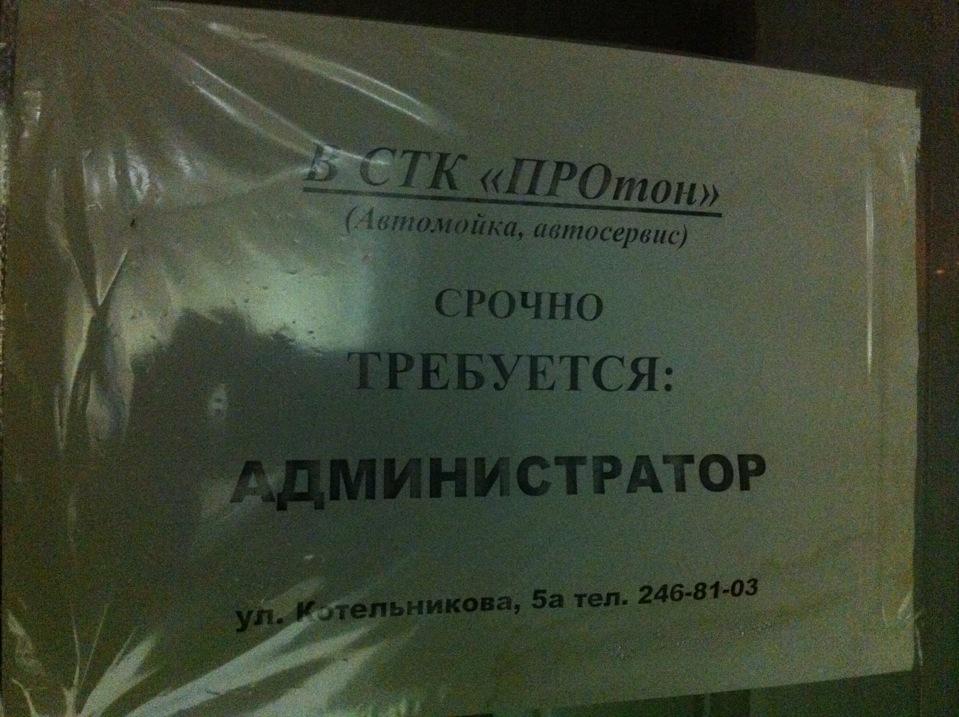 В СТК «ПРОтон»
(Автомойка, автосервис)
СРОЧНО
ТРЕБУЕТСЯ:
АДМИНИСТРАТОР
ул. Котельникова, 5а тел. 246-81-03